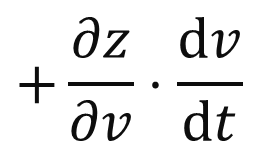 + ∂z/∂v · dv/dt